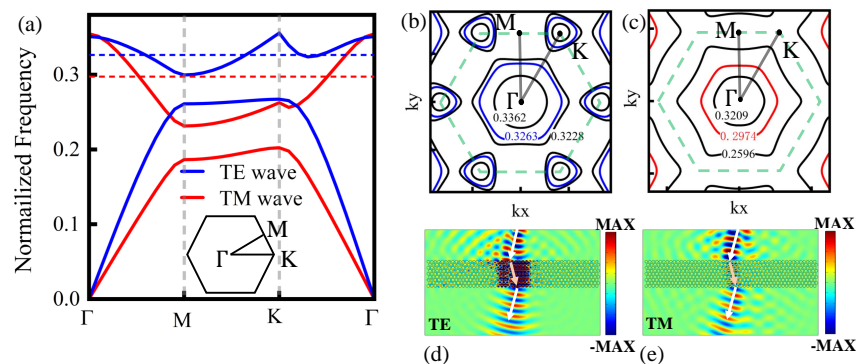 (a)
Normailized Frequency
0.3
0.2
0.1
0.0
Γ
M
K
Γ
TE wave
TM wave
M
Γ
K
(b)
ky
kx
M
K
Γ
0.3362
0.3263
0.3228
(c)
ky
kx
M
K
Γ
0.3209
0.2974
0.2596
MAX
-MAX
TE
(d)
MAX
-MAX
TM
(e)